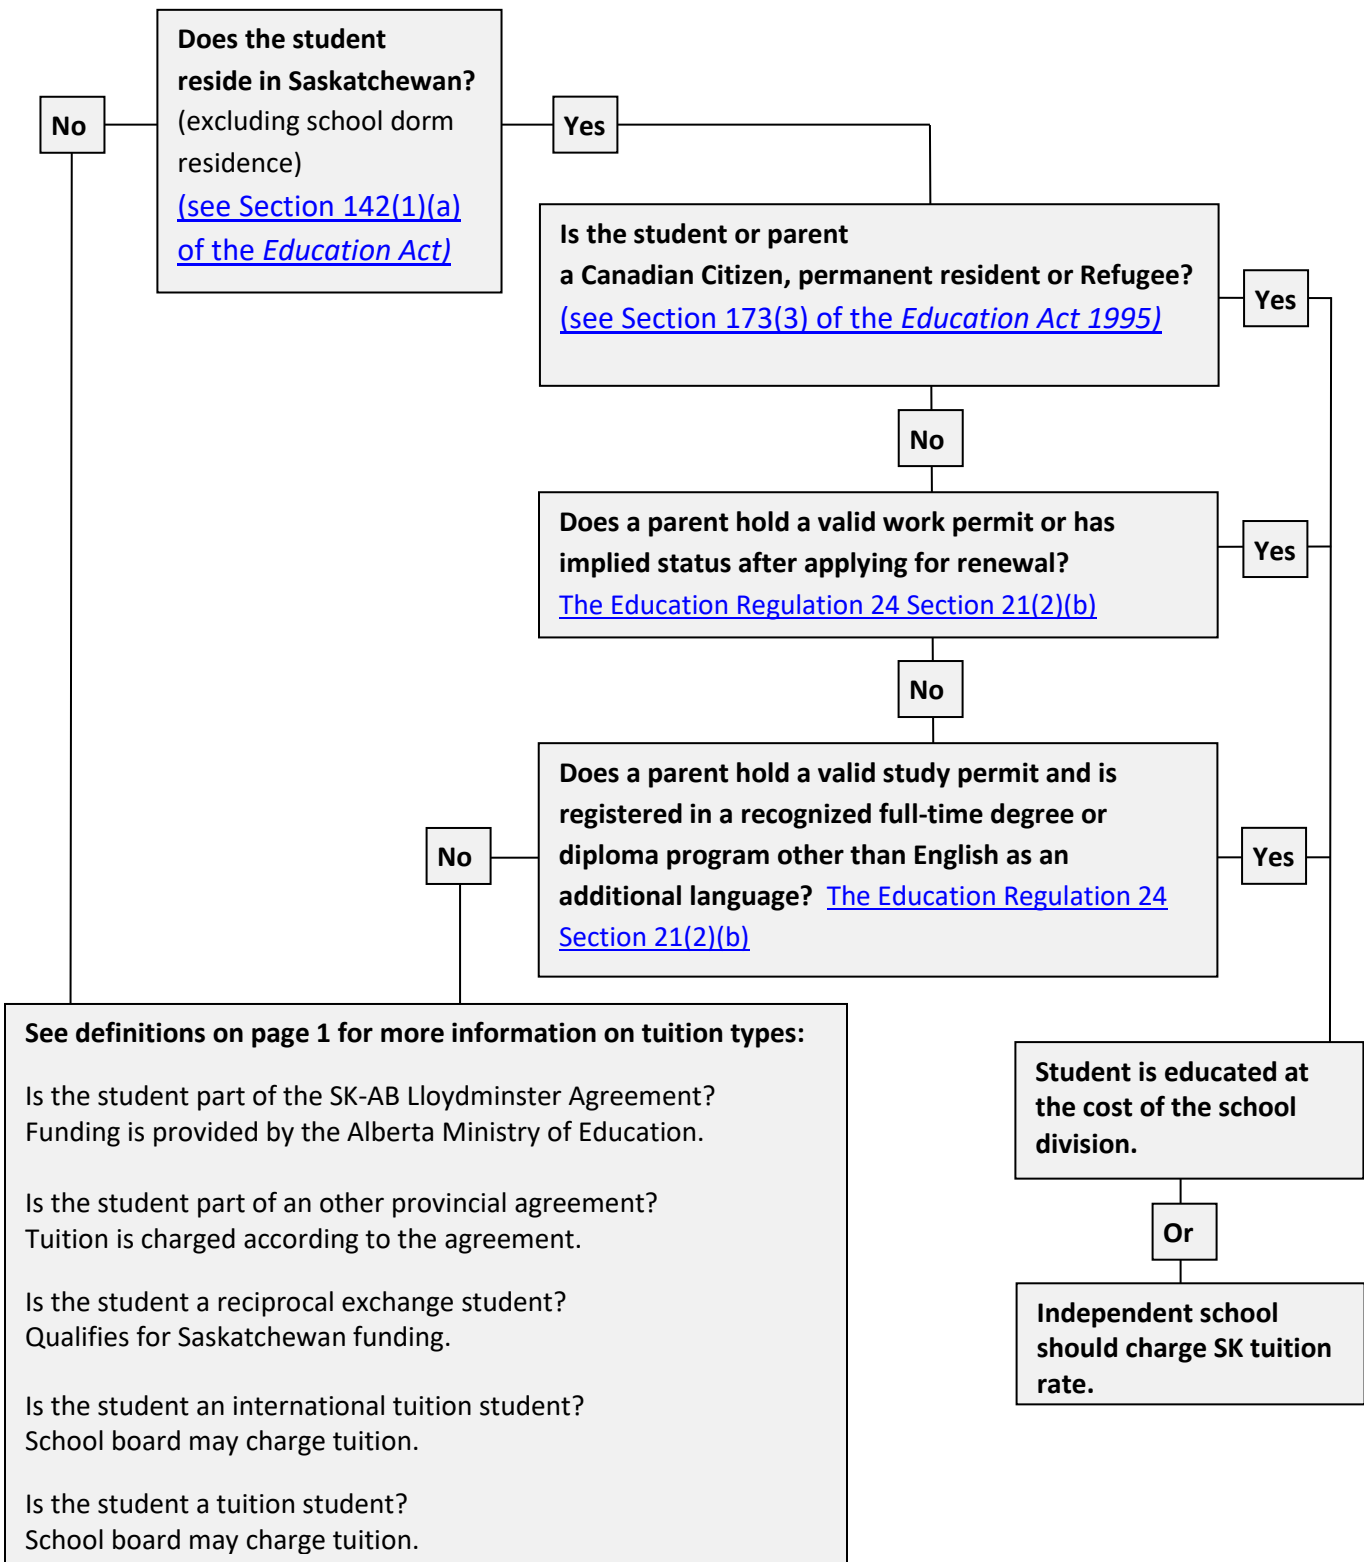 Does the student
reside in Saskatchewan?
(excluding school dorm
residence)
(see Section 142(1)(a)
of the Education Act)
No
Yes
Is the student or parent
a Canadian Citizen, permanent resident or Refugee?
(see Section 173(3) of the Education Act 1995)
Yes
No
Does a parent hold a valid work permit or has
implied status after applying for renewal?
The Education Regulation 24 Section 21(2)(b)
Yes
No
Does a parent hold a valid study permit and is
registered in a recognized full-time degree or
diploma program other than English as an
additional language? The Education Regulation 24
Section 21(2)(b)
No
Yes
See definitions on page 1 for more information on tuition types:
Is the student part of the SK-AB Lloydminster Agreement?
Funding is provided by the Alberta Ministry of Education.
Is the student part of an other provincial agreement?
Tuition is charged according to the agreement.
Is the student a reciprocal exchange student?
Qualifies for Saskatchewan funding.
Is the student an international tuition student?
School board may charge tuition.
Is the student a tuition student?
School board may charge tuition.
Student is educated at
the cost of the school
division.
Or
Independent school
should charge SK tuition
rate.